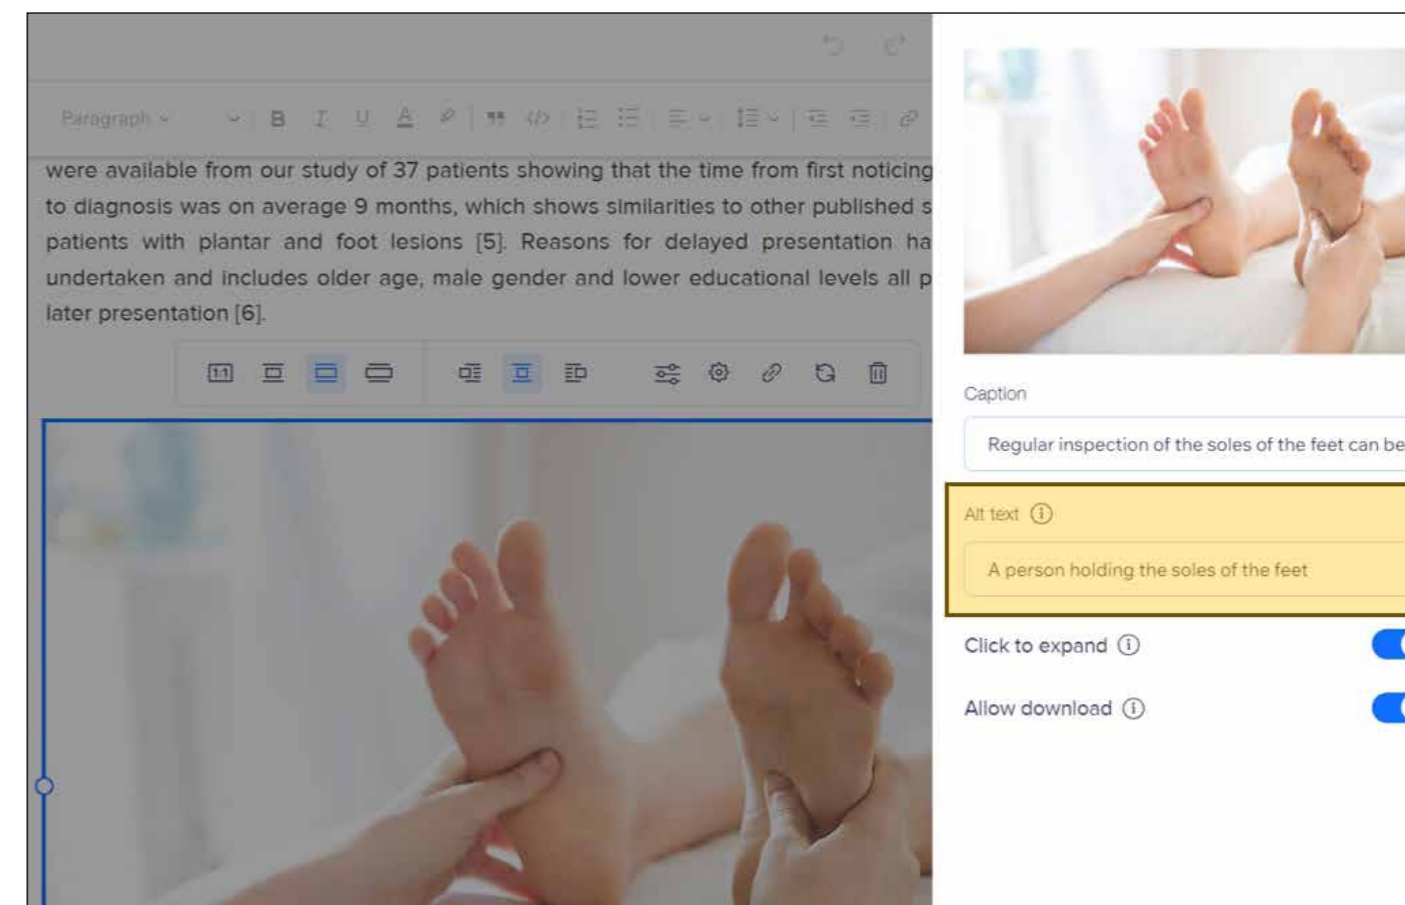 Paragraph
B I U A
were available from our study of 37 patients showing that the time from first noticing
to diagnosis was on average 9 months, which shows similarities to other published s
patients with plantar and foot lesions [5]. Reasons for delayed presentation ha
undertaken and includes older age, male gender and lower educational levels all p
later presentation [6].
1:1
Caption
Regular inspection of the soles of the feet can be
Alt text
A person holding the soles of the feet
Click to expand
Allow download